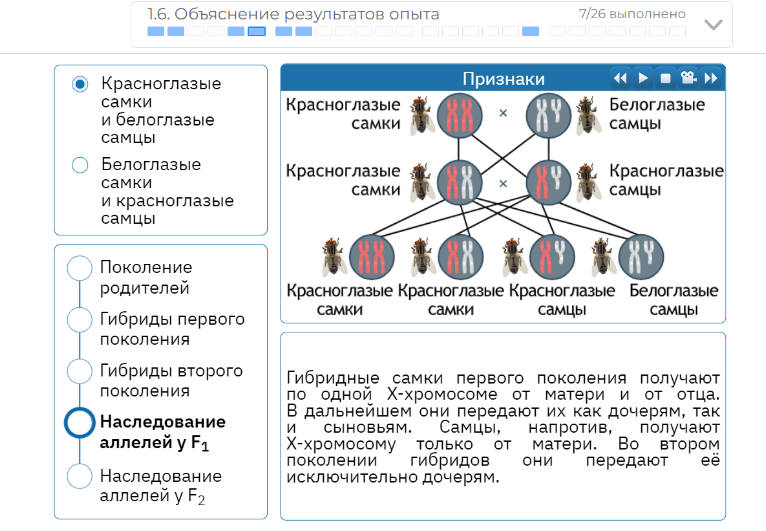 1.6. Объяснение результатов опыта
7/26 выполнено
Красноглазые
самки
и белоглазые
самцы
Белоглазые
самки
и красноглазые
самцы
Поколение
родителей
Гибриды первого
поколения
Гибриды второго
поколения
Наследование
аллелей у F1
Наследование
аллелей у F2
Признаки
Красноглазые
самки
×
Белоглазые
самцы
Красноглазые
самки
×
Красноглазые
самцы
Красноглазые
самки
Красноглазые
самки
Красноглазые
самцы
Белоглазые
самцы
Гибридные самки первого поколения получают
по одной X-хромосоме от матери и от отца.
В дальнейшем они передают их как дочерям, так
и сыновьям. Самцы, напротив, получают
X-хромосому только от матери. Во втором
поколении гибридов они передают её
исключительно дочерям.